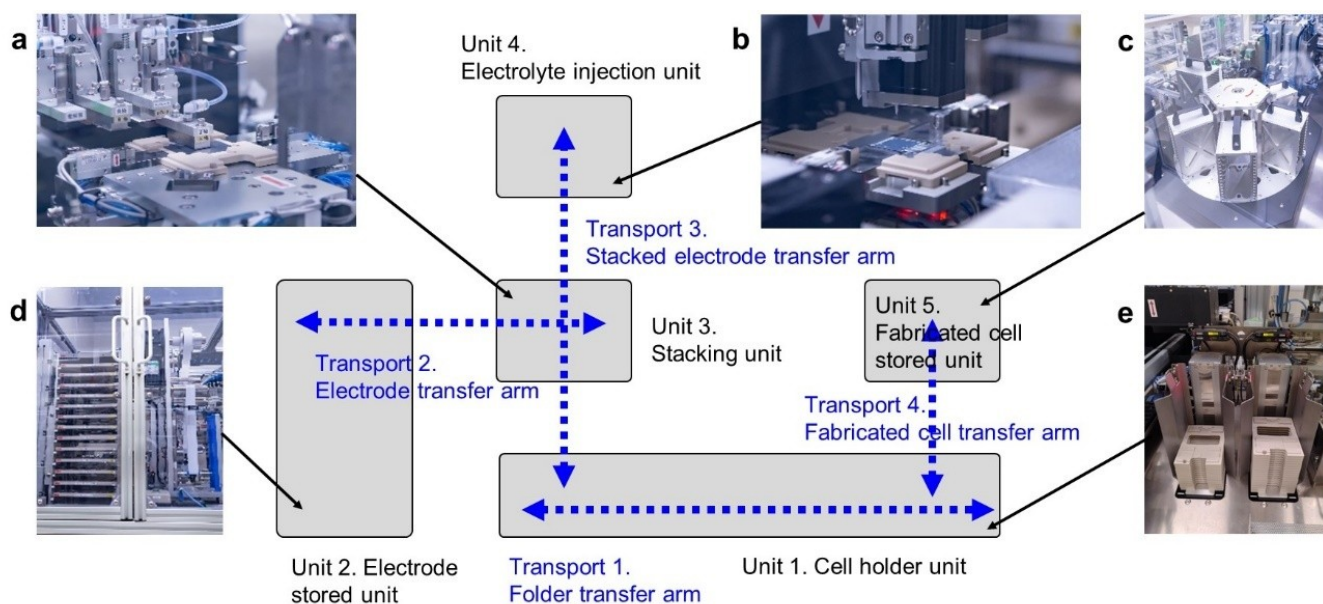 a
Unit 4.
Electrolyte injection unit
b
c
Transport 3.
Stacked electrode transfer arm
d
Transport 2.
Electrode transfer arm
Unit 3.
Stacking unit
Unit 5.
Fabricated cell
stored unit
e
Transport 4.
Fabricated cell transfer arm
Unit 2. Electrode
stored unit
Transport 1.
Folder transfer arm
Unit 1. Cell holder unit